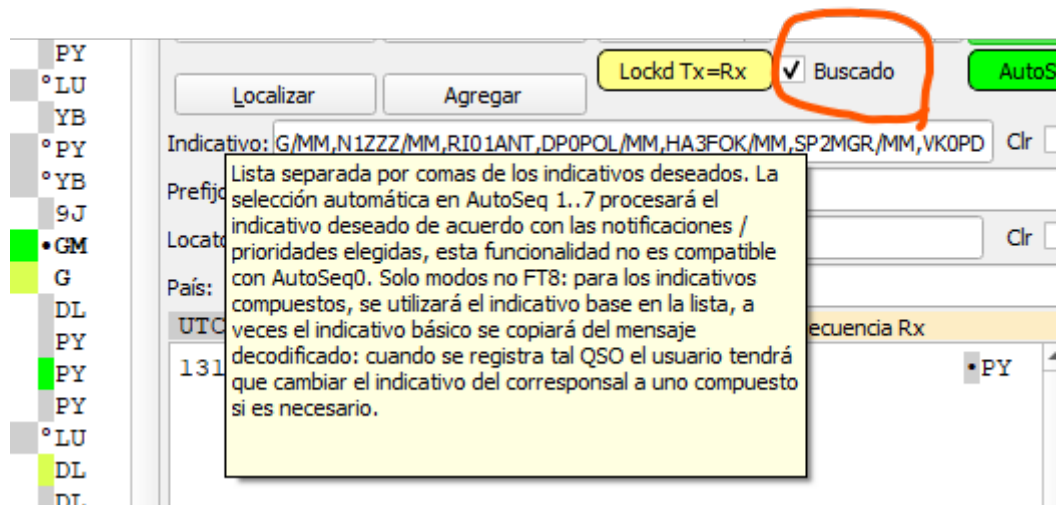 PY
°LU
YB
°PY
°YB
9J
•GM
G
DL
PY
PY
PY
°LU
DL
DL
Lockd Tx=Rx
Buscado
Localizar
Agregar
Indicativo: G/MM,N1ZZZ/MM,RI01ANT,DP0POL/MM,HA3FOK/MM,SP2MGR/MM,VK0PD Clr
Lista separada por comas de los indicativos deseados. La
selección automática en AutoSeq 1..7 procesará el
indicativo deseado de acuerdo con las notificaciones /
prioridades elegidas, esta funcionalidad no es compatible
con AutoSeq0. Solo modos no FT8: para los indicativos
compuestos, se utilizará el indicativo base en la lista, a
veces el indicativo básico se copiará del mensaje
decodificado: cuando se registra tal QSO el usuario tendrá
que cambiar el indicativo del corresponsal a uno compuesto
si es necesario.
Clr
País:
UTC
Rx
131
•PY